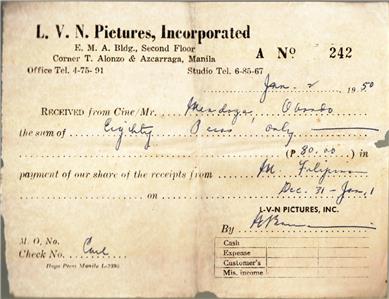 L. V. N. Pictures, Incorporated
E. M. A. Bldg., Second Floor
Corner T. Alonzo & Azcarraga, Manila
A Nº 242
Office Tel. 4-75-91 Studio Tel. 6-85-67
Jan. 2 1950
RECEIVED from Cine/Mr. Mendoza, Obando
the sum of Eighty Pesos only
(₱ 80.00) in
payment of our share of the receipts from M. Filipino
on Dec. 31 - Jan. 1
L-V-N PICTURES, INC.
By
M. O. No.
Check No.
Cash
Expense
Customer's
Mis. income